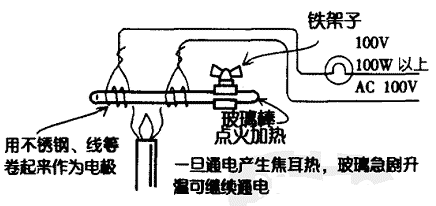 铁架子
100V
100W 以上
AC 100V
玻璃棒
点火加热
用不锈钢、线等
卷起来作为电极
一旦通电产生焦耳热，玻璃急剧升
温可继续通电